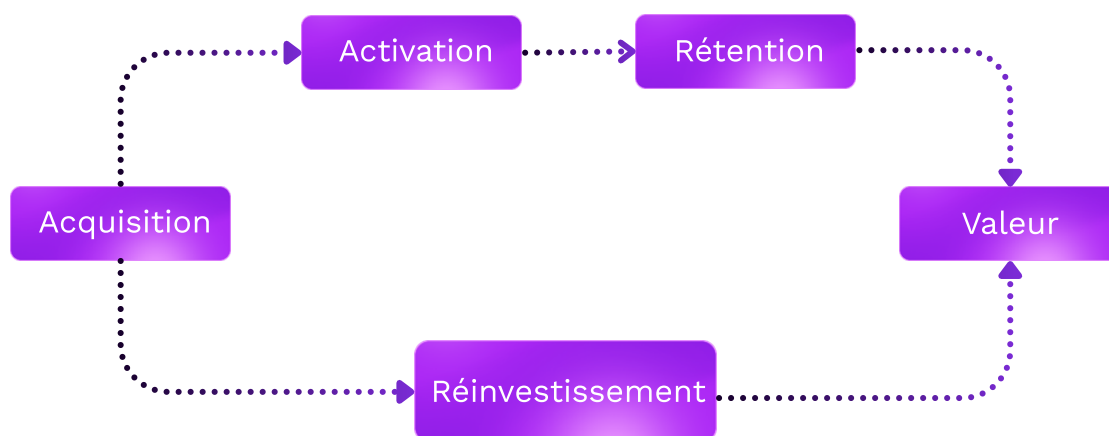 Activation
Rétention
Acquisition
Valeur
Réinvestissement